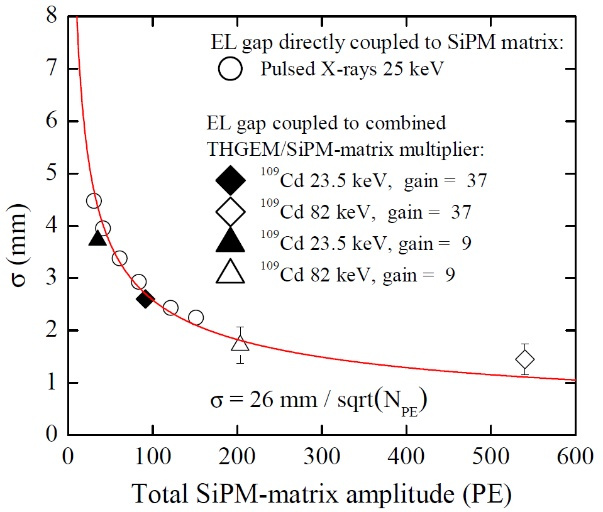 EL gap directly coupled to SiPM matrix:
Pulsed X-rays 25 keV
EL gap coupled to combined
THGEM/SiPM-matrix multiplier:
¹⁰⁹Cd 23.5 keV, gain = 37
¹⁰⁹Cd 82 keV, gain = 37
¹⁰⁹Cd 23.5 keV, gain = 9
¹⁰⁹Cd 82 keV, gain = 9
σ = 26 mm / sqrt(N_PE)
σ (mm)
8
7
6
5
4
3
2
1
0
0 100 200 300 400 500 600
Total SiPM-matrix amplitude (PE)